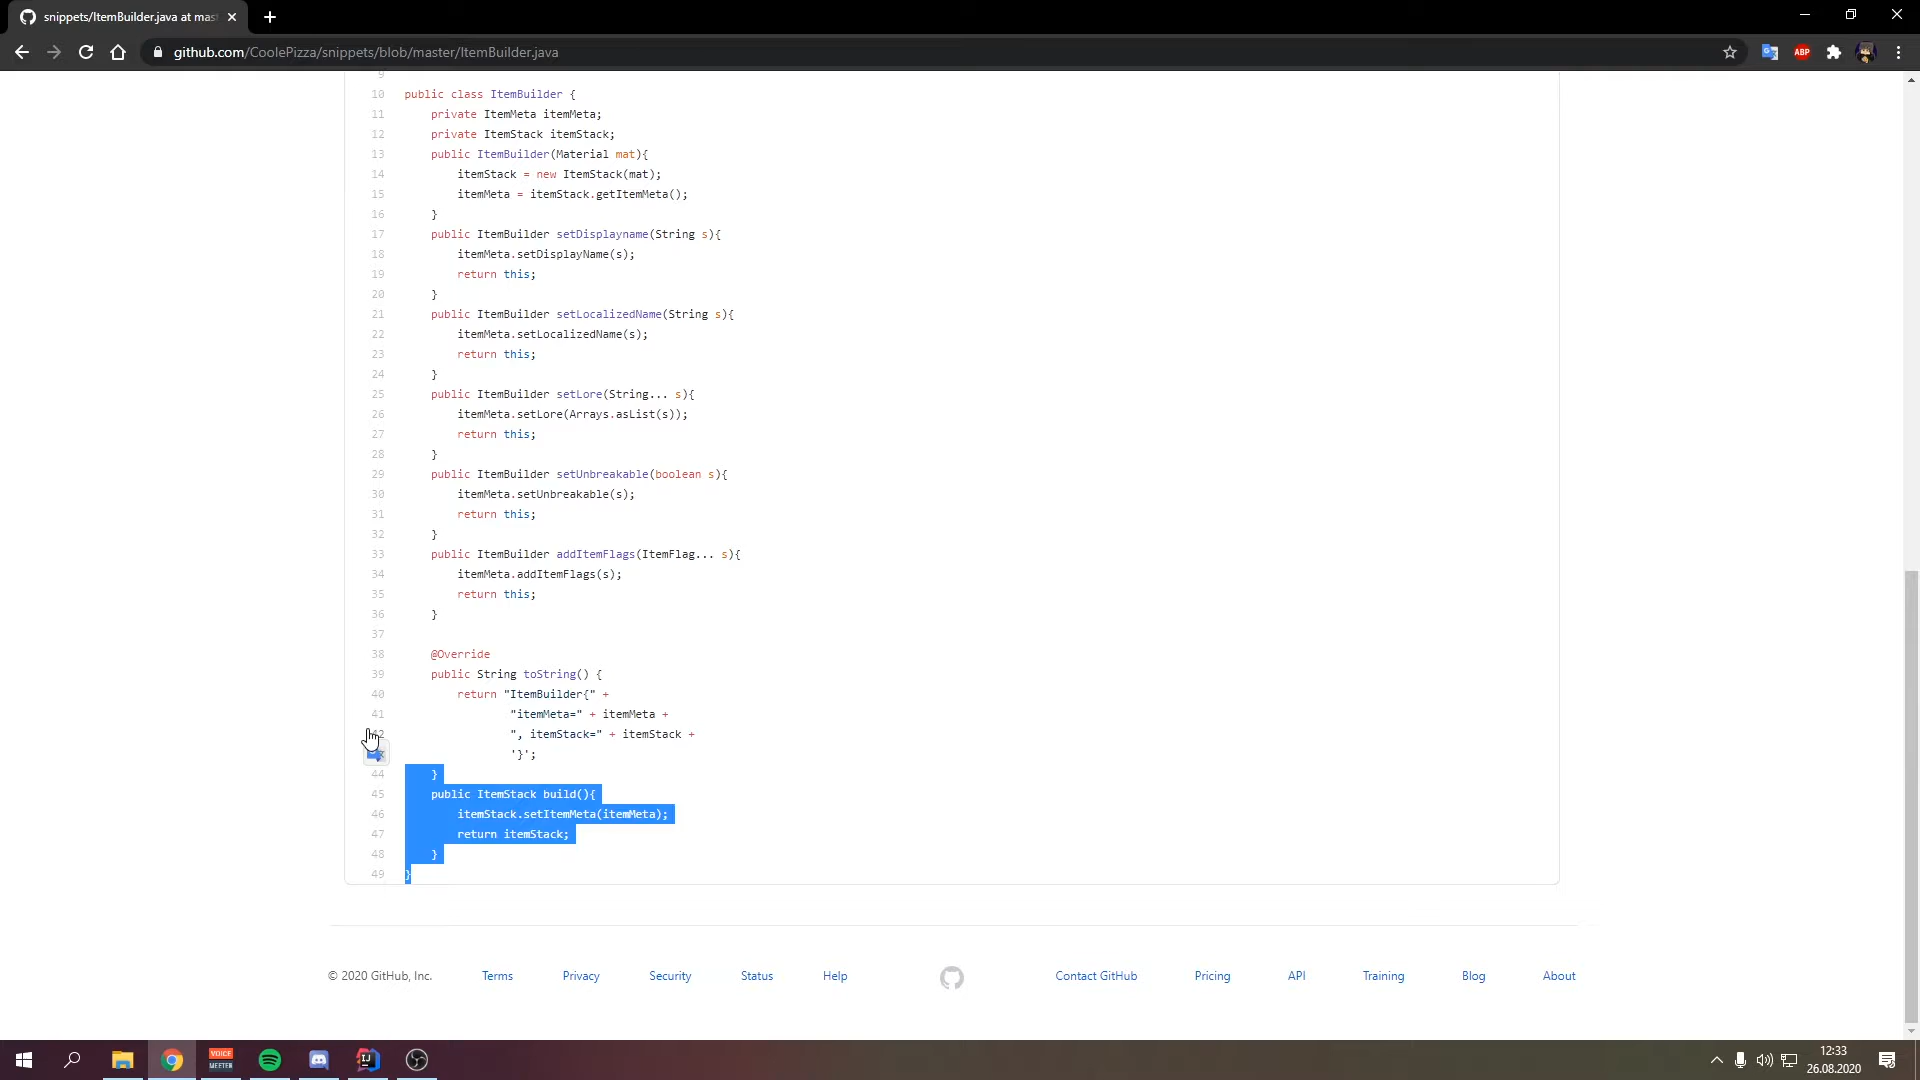 snippets/ItemBuilder.java at mas
github.com/CoolePizza/snippets/blob/master/ItemBuilder.java
ABP
9
10 public class ItemBuilder {
11 private ItemMeta itemMeta;
12 private ItemStack itemStack;
13 public ItemBuilder(Material mat){
14 itemStack = new ItemStack(mat);
15 itemMeta = itemStack.getItemMeta();
16 }
17 public ItemBuilder setDisplayname(String s){
18 itemMeta.setDisplayName(s);
19 return this;
20 }
21 public ItemBuilder setLocalizedName(String s){
22 itemMeta.setLocalizedName(s);
23 return this;
24 }
25 public ItemBuilder setLore(String... s){
26 itemMeta.setLore(Arrays.asList(s));
27 return this;
28 }
29 public ItemBuilder setUnbreakable(boolean s){
30 itemMeta.setUnbreakable(s);
31 return this;
32 }
33 public ItemBuilder addItemFlags(ItemFlag... s){
34 itemMeta.addItemFlags(s);
35 return this;
36 }
37
38 @Override
39 public String toString() {
40 return "ItemBuilder{" +
41 "itemMeta=" + itemMeta +
42 ", itemStack=" + itemStack +
'}';
44 }
45 public ItemStack build(){
46 itemStack.setItemMeta(itemMeta);
47 return itemStack;
48 }
49 }
© 2020 GitHub, Inc. Terms Privacy Security Status Help Contact GitHub Pricing API Training Blog About
VOICE
MEETER
IJ
12:33
26.08.2020